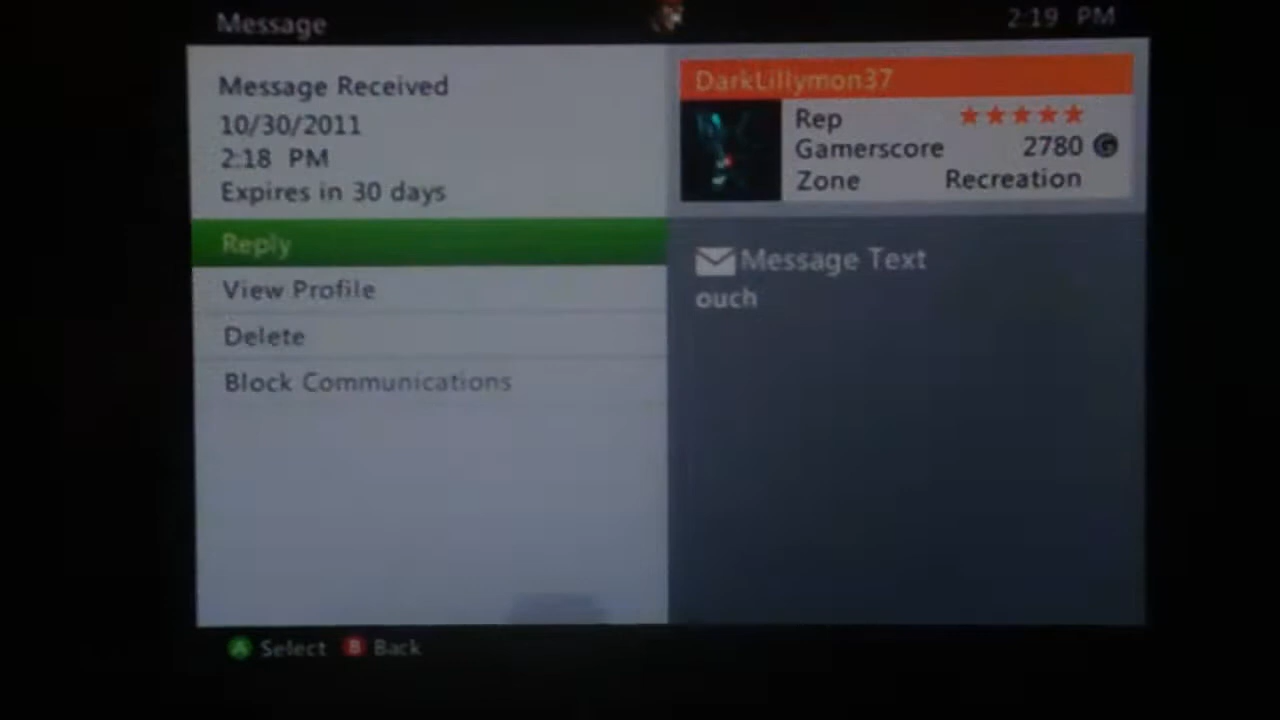 Message
2:19 PM
Message Received
10/30/2011
2:18 PM
Expires in 30 days
Reply
View Profile
Delete
Block Communications
DarkLillymon37
Rep
Gamerscore 2780 G
Zone Recreation
Message Text
ouch
A Select B Back